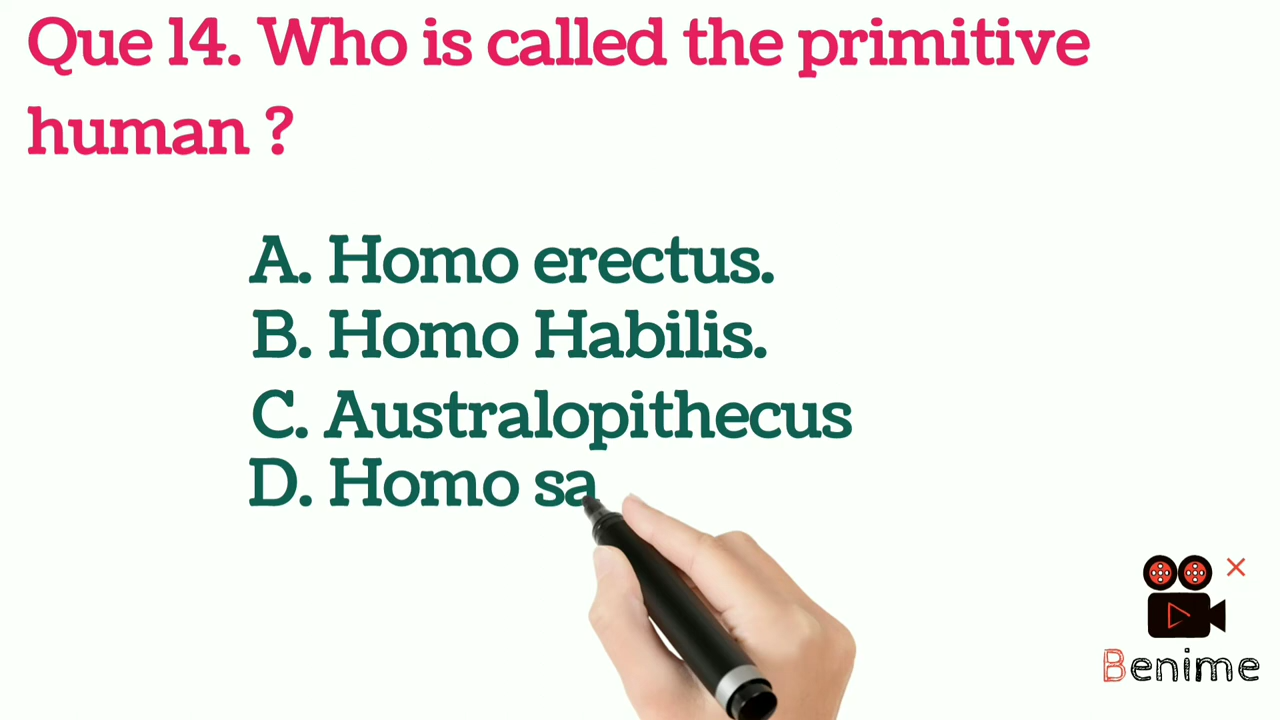 Que 14. Who is called the primitive
human ?
A. Homo erectus.
B. Homo Habilis.
C. Australopithecus
D. Homo sa
Benime